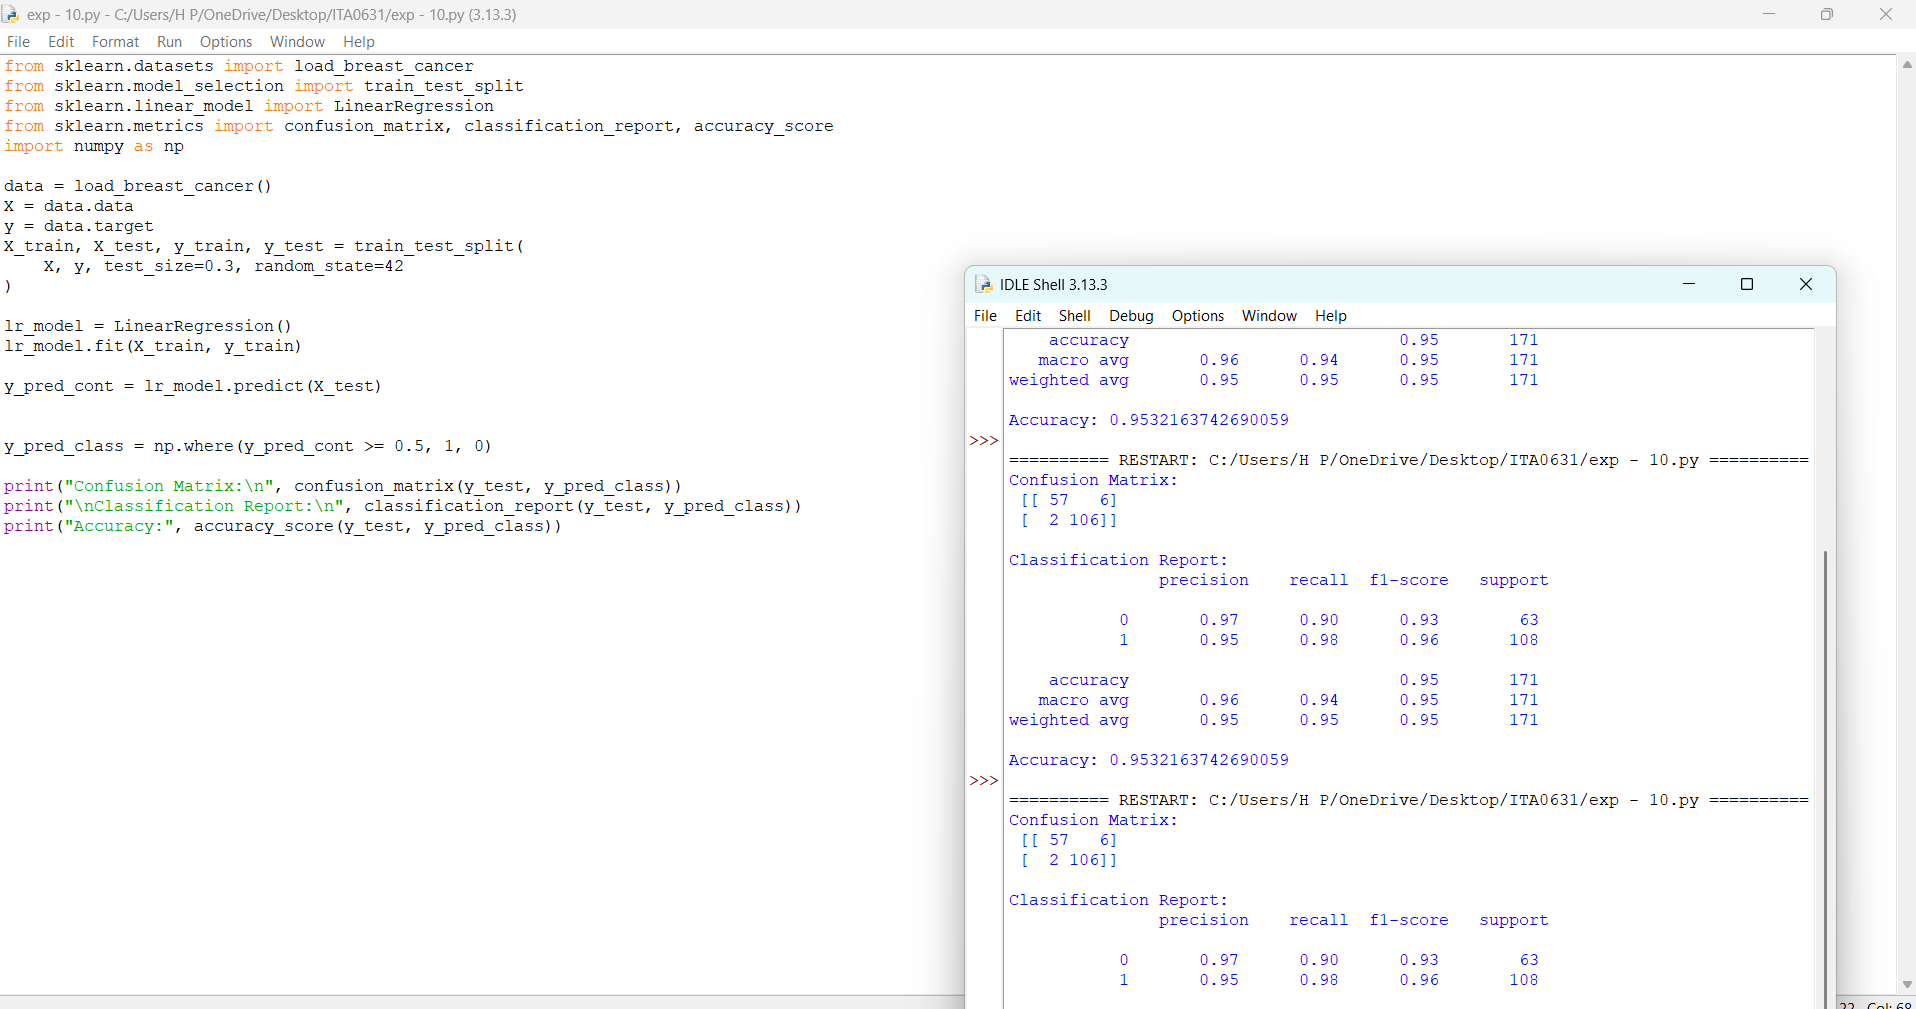 exp - 10.py - C:/Users/H P/OneDrive/Desktop/ITA0631/exp - 10.py (3.13.3)
File Edit Format Run Options Window Help
from sklearn.datasets import load_breast_cancer
from sklearn.model_selection import train_test_split
from sklearn.linear_model import LinearRegression
from sklearn.metrics import confusion_matrix, classification_report, accuracy_score
import numpy as np

data = load_breast_cancer()
X = data.data
y = data.target
X_train, X_test, y_train, y_test = train_test_split(
    X, y, test_size=0.3, random_state=42
)

lr_model = LinearRegression()
lr_model.fit(X_train, y_train)

y_pred_cont = lr_model.predict(X_test)


y_pred_class = np.where(y_pred_cont >= 0.5, 1, 0)

print("Confusion Matrix:\n", confusion_matrix(y_test, y_pred_class))
print("\nClassification Report:\n", classification_report(y_test, y_pred_class))
print("Accuracy:", accuracy_score(y_test, y_pred_class))
IDLE Shell 3.13.3
File Edit Shell Debug Options Window Help
    accuracy                           0.95       171
   macro avg       0.96      0.94      0.95       171
weighted avg       0.95      0.95      0.95       171

Accuracy: 0.9532163742690059
>>>
========== RESTART: C:/Users/H P/OneDrive/Desktop/ITA0631/exp - 10.py ==========
Confusion Matrix:
 [[ 57   6]
 [  2 106]]

Classification Report:
               precision    recall  f1-score   support

           0       0.97      0.90      0.93        63
           1       0.95      0.98      0.96       108

    accuracy                           0.95       171
   macro avg       0.96      0.94      0.95       171
weighted avg       0.95      0.95      0.95       171

Accuracy: 0.9532163742690059
>>>
========== RESTART: C:/Users/H P/OneDrive/Desktop/ITA0631/exp - 10.py ==========
Confusion Matrix:
 [[ 57   6]
 [  2 106]]

Classification Report:
               precision    recall  f1-score   support

           0       0.97      0.90      0.93        63
           1       0.95      0.98      0.96       108
22 Col: 68